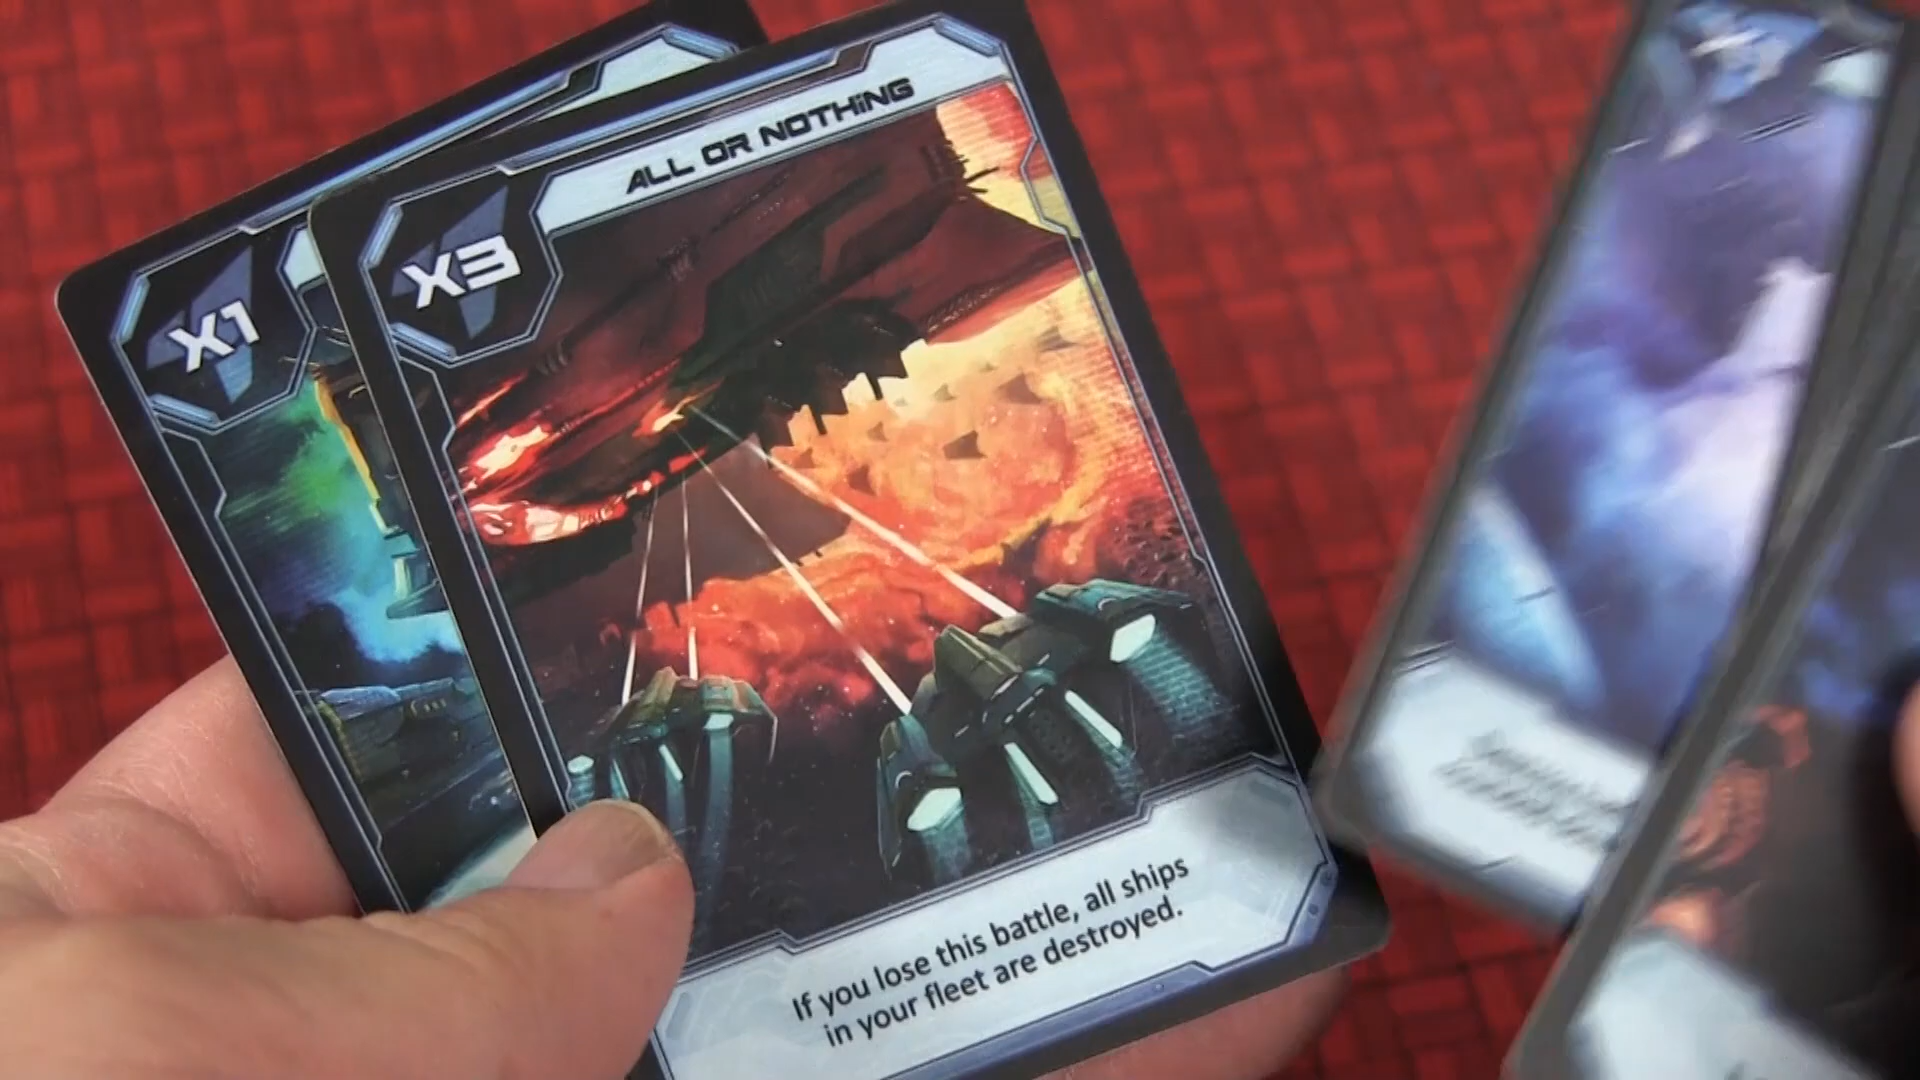 ALL OR NOTHiNG
X3
X1
If you lose this battle, all ships
in your fleet are destroyed.